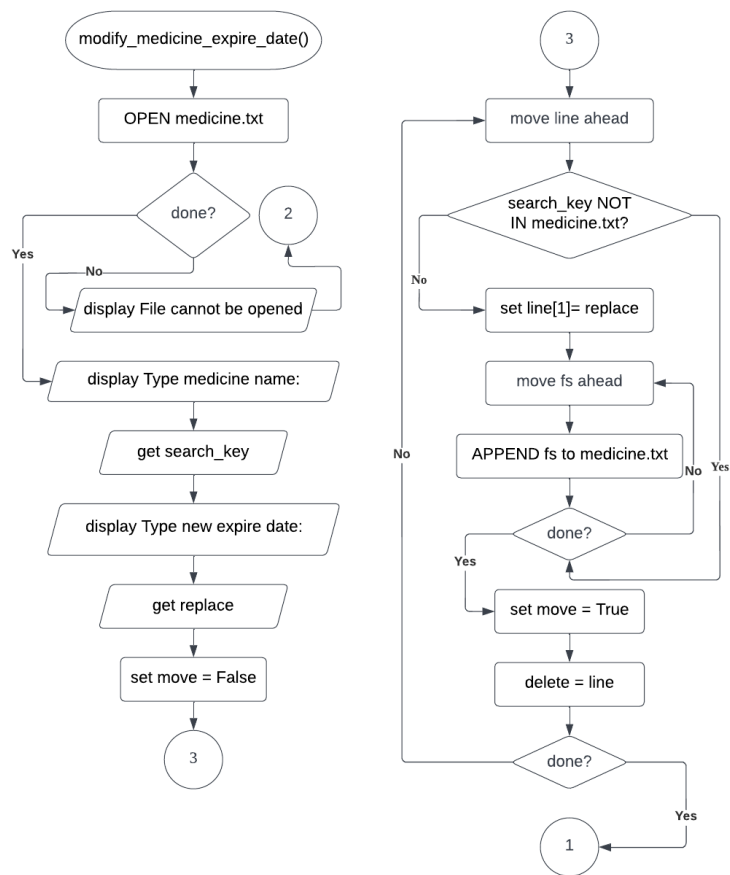 modify_medicine_expire_date()
OPEN medicine.txt
done?
2
Yes
No
display File cannot be opened
display Type medicine name:
get search_key
display Type new expire date:
get replace
set move = False
3
3
move line ahead
search_key NOT
IN medicine.txt?
No
set line[1]= replace
move fs ahead
No
APPEND fs to medicine.txt
No
Yes
done?
Yes
set move = True
delete = line
done?
Yes
1